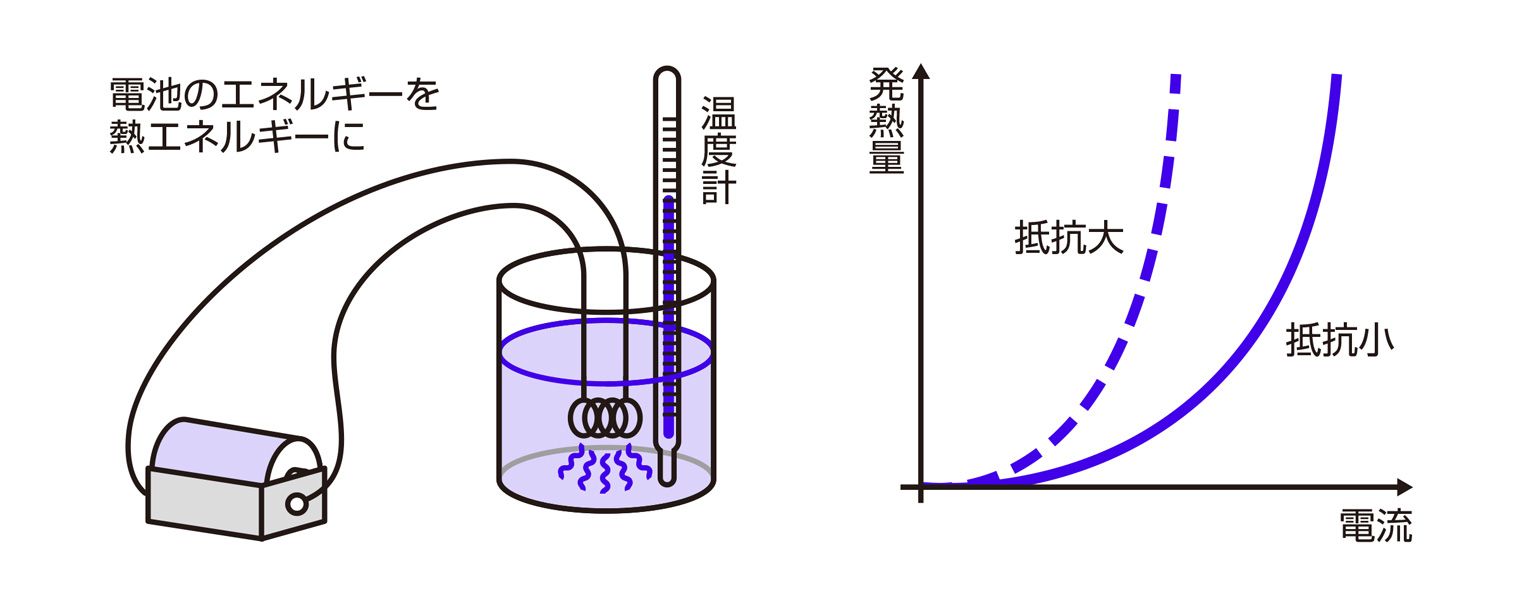 電池のエネルギーを
熱エネルギーに
温度計
発熱量
抵抗大
抵抗小
電流